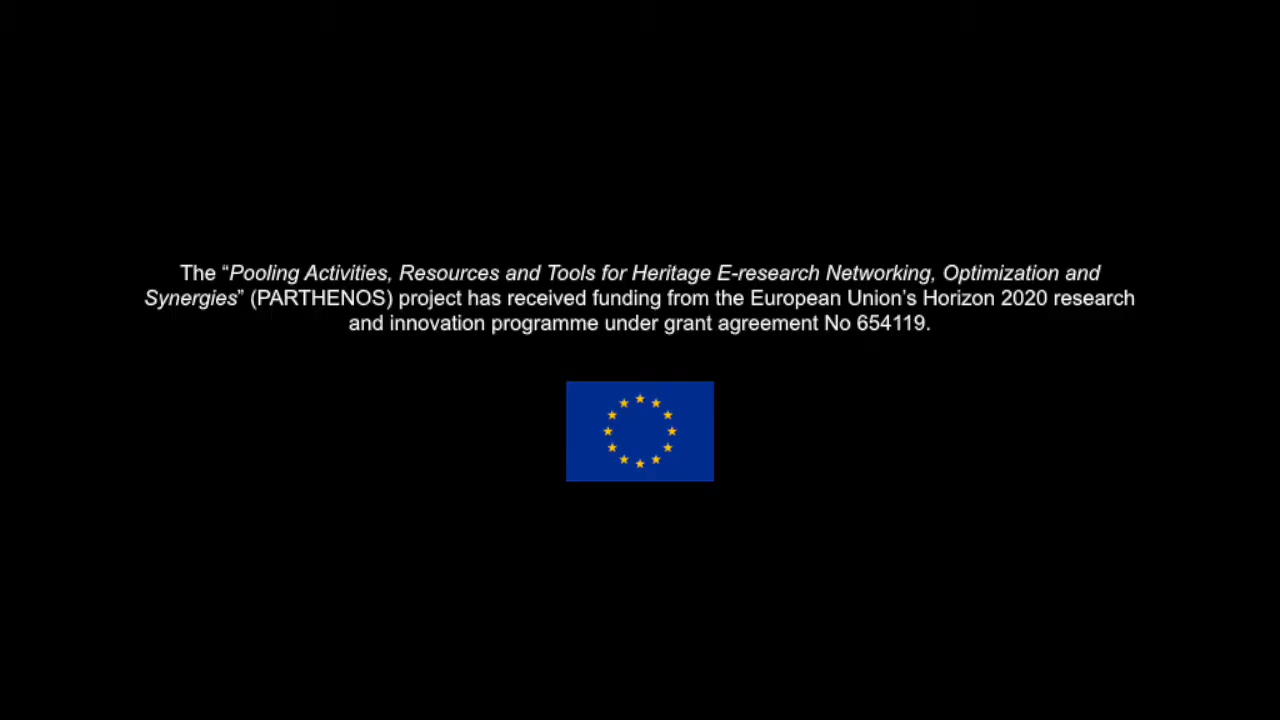 The “Pooling Activities, Resources and Tools for Heritage E-research Networking, Optimization and
Synergies” (PARTHENOS) project has received funding from the European Union’s Horizon 2020 research
and innovation programme under grant agreement No 654119.